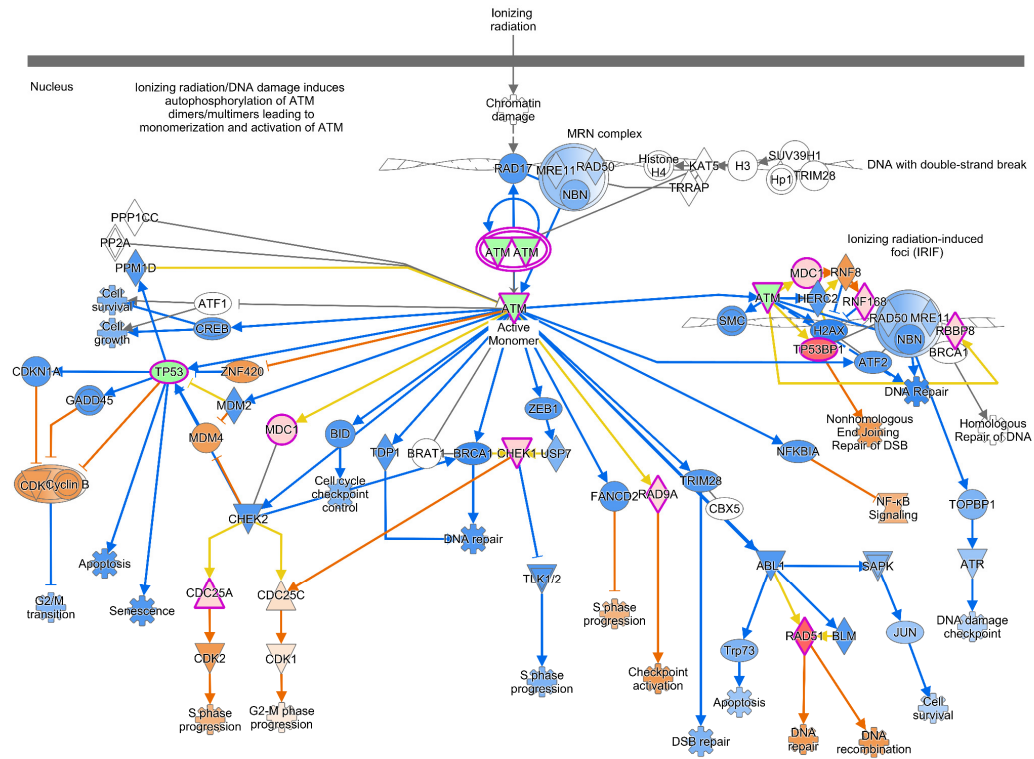 Ionizing
radiation
Nucleus
Ionizing radiation/DNA damage induces
autophosphorylation of ATM
dimers/multimers leading to
monomerization and activation of ATM
Chromatin
damage
MRN complex
RAD17
MRE11
RAD50
NBN
Histone
H4
KAT5
TRRAP
H3
SUV39H1
Hp1
TRIM28
DNA with double-strand break
PPP1CC
PP2A
PPM1D
ATM
ATM
Ionizing radiation-induced
foci (IRIF)
Cell
survival
Cell
growth
ATF1
CREB
ATM
Active
Monomer
ATM
MDC1
RNF8
HERC2
RNF168
SMC
H2AX
TP53BP1
RAD50
MRE11
NBN
RBBP8
BRCA1
ATF2
DNA Repair
Nonhomologous
End Joining
Repair of DSB
Homologous
Repair of DNA
CDKN1A
GADD45
TP53
ZNF420
MDM2
MDM4
MDC1
BID
ZEB1
TDP1
BRAT1
BRCA1
CHEK1
USP7
NFKBIA
Cell cycle
checkpoint
control
Cyclin B
CHEK2
DNA repair
FANCD2
RAD9A
TRIM28
CBX5
NF-κB
Signaling
TOPBP1
Apoptosis
G2/M
transition
Senescence
CDC25A
CDC25C
TLK1/2
S phase
progression
ABL1
SAPK
ATR
CDK2
CDK1
S phase
progression
Checkpoint
activation
Trp73
RAD51
BLM
JUN
DNA damage
checkpoint
S phase
progression
G2-M phase
progression
DSB repair
Apoptosis
DNA
repair
DNA
recombination
Cell
survival